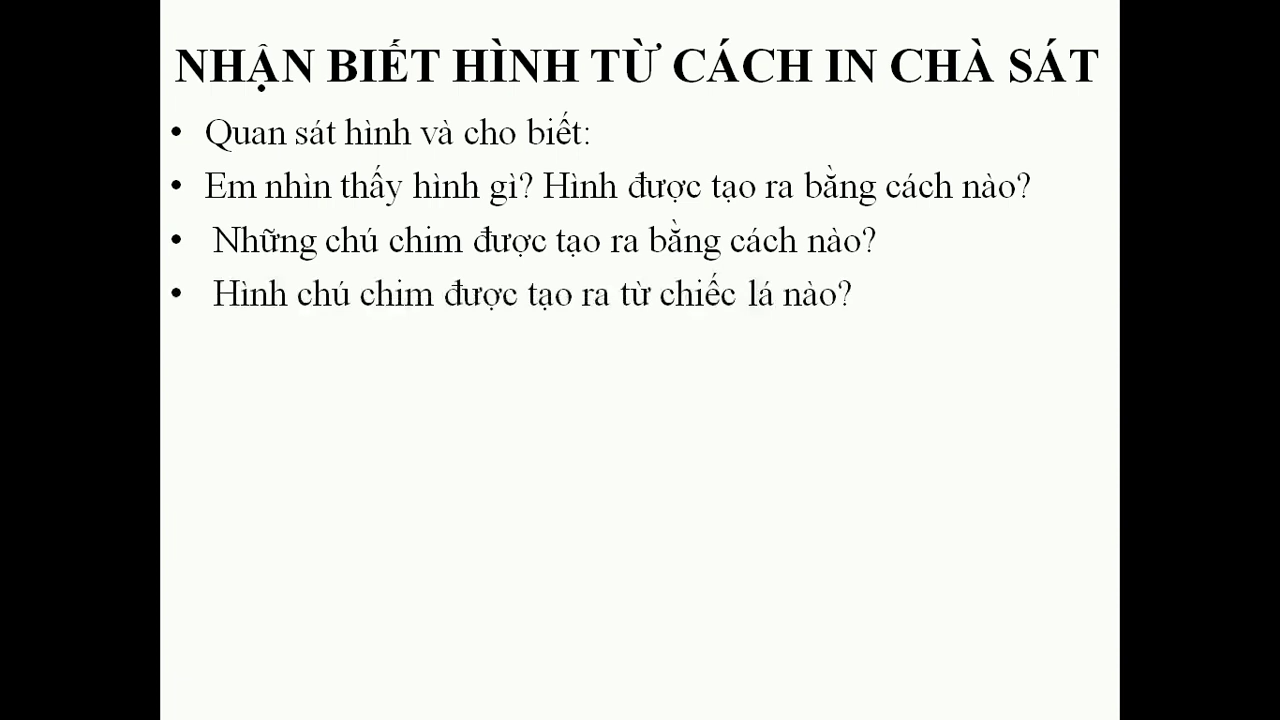 NHẬN BIẾT HÌNH TỪ CÁCH IN CHÀ SÁT
• Quan sát hình và cho biết:
• Em nhìn thấy hình gì? Hình được tạo ra bằng cách nào?
• Những chú chim được tạo ra bằng cách nào?
• Hình chú chim được tạo ra từ chiếc lá nào?